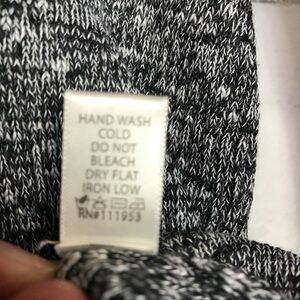 HAND WASH
COLD
DO NOT
BLEACH
DRY FLAT
IRON LOW
RN#111953